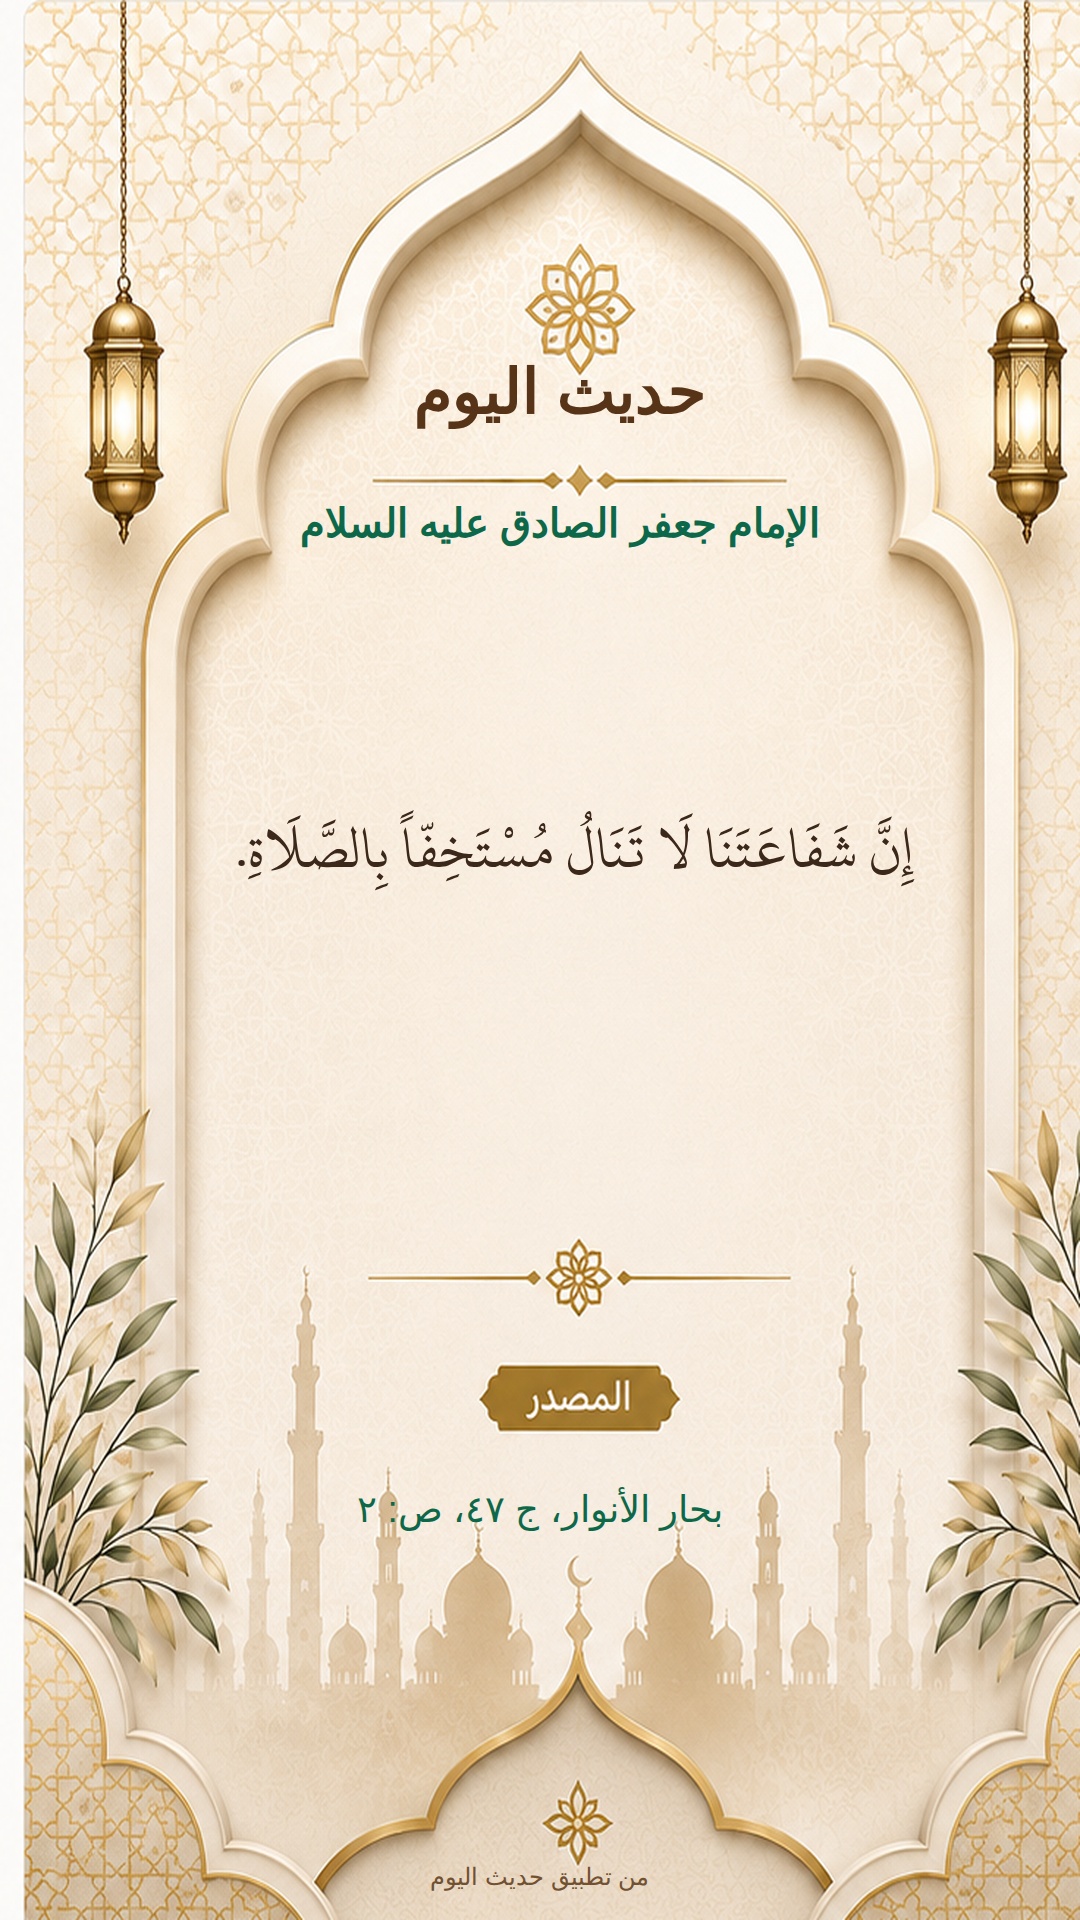 حديث اليوم
الإمام جعفر الصادق عليه السلام
إِنَّ شَفَاعَتَنَا لَا تَنَالُ مُسْتَخِفّاً بِالصَّلَاةِ.
المصدر
بحار الأنوار، ج ٤٧، ص: ٢
من تطبيق حديث اليوم